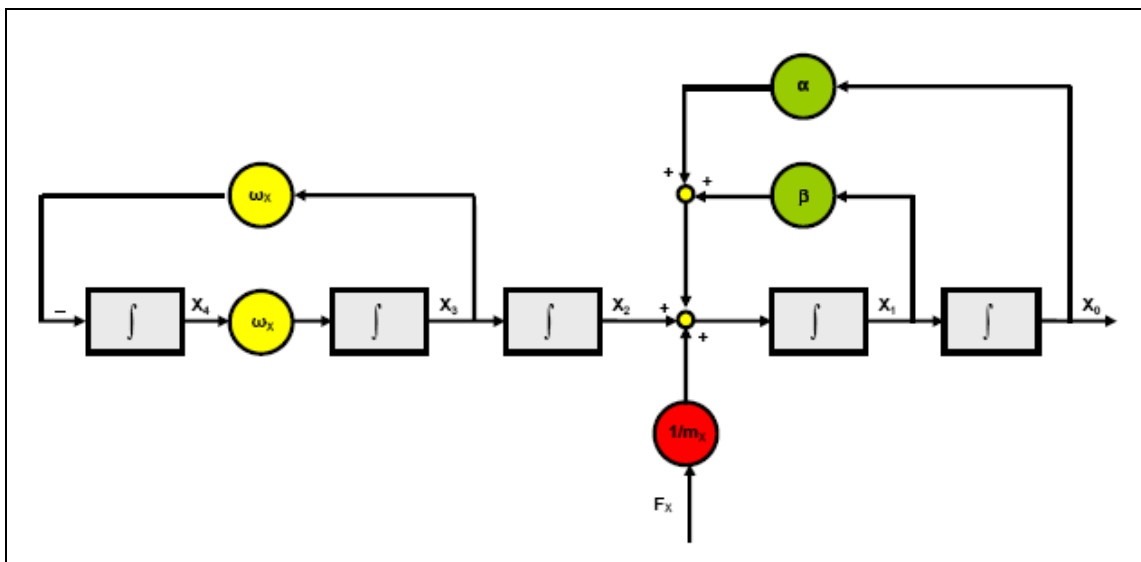 α
+
+
β
ωₓ
− ∫ X₄ ωₓ ∫ X₃ ∫ X₂ + ∫ X₁ ∫ X₀
+
1/mₓ
Fₓ